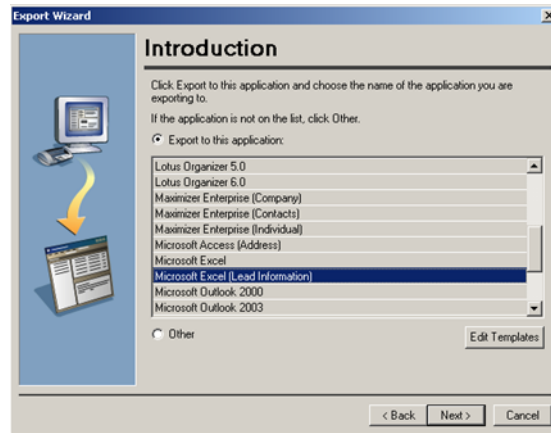 Export Wizard
Introduction
Click Export to this application and choose the name of the application you are
exporting to.
If the application is not on the list, click Other.
Export to this application:
Lotus Organizer 5.0
Lotus Organizer 6.0
Maximizer Enterprise (Company)
Maximizer Enterprise (Contacts)
Maximizer Enterprise (Individual)
Microsoft Access (Address)
Microsoft Excel
Microsoft Excel (Lead Information)
Microsoft Outlook 2000
Microsoft Outlook 2003
Other
Edit Templates
< Back
Next >
Cancel